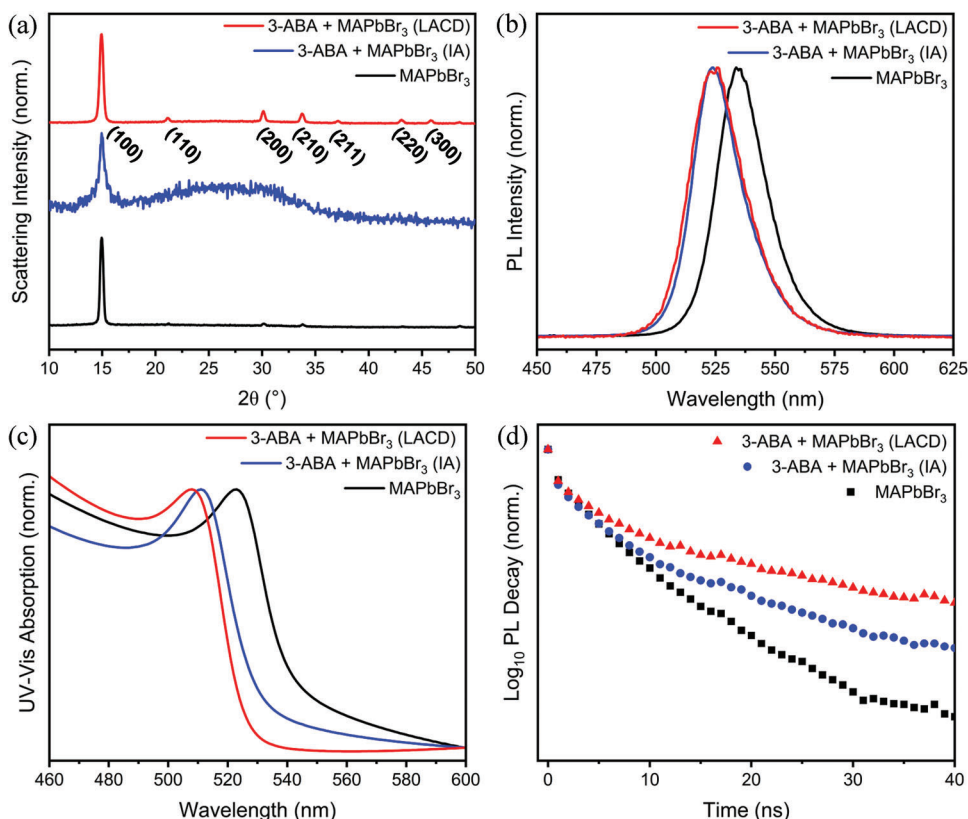 (a)
3-ABA + MAPbBr3 (LACD)
3-ABA + MAPbBr3 (IA)
MAPbBr3
(100)
(110)
(200)
(210)
(211)
(220)
(300)
Scattering Intensity (norm.)
10 15 20 25 30 35 40 45 50
2θ (°)
(b)
3-ABA + MAPbBr3 (LACD)
3-ABA + MAPbBr3 (IA)
MAPbBr3
PL Intensity (norm.)
450 475 500 525 550 575 600 625
Wavelength (nm)
(c)
3-ABA + MAPbBr3 (LACD)
3-ABA + MAPbBr3 (IA)
MAPbBr3
UV-Vis Absorption (norm.)
460 480 500 520 540 560 580 600
Wavelength (nm)
(d)
3-ABA + MAPbBr3 (LACD)
3-ABA + MAPbBr3 (IA)
MAPbBr3
Log10 PL Decay (norm.)
0 10 20 30 40
Time (ns)